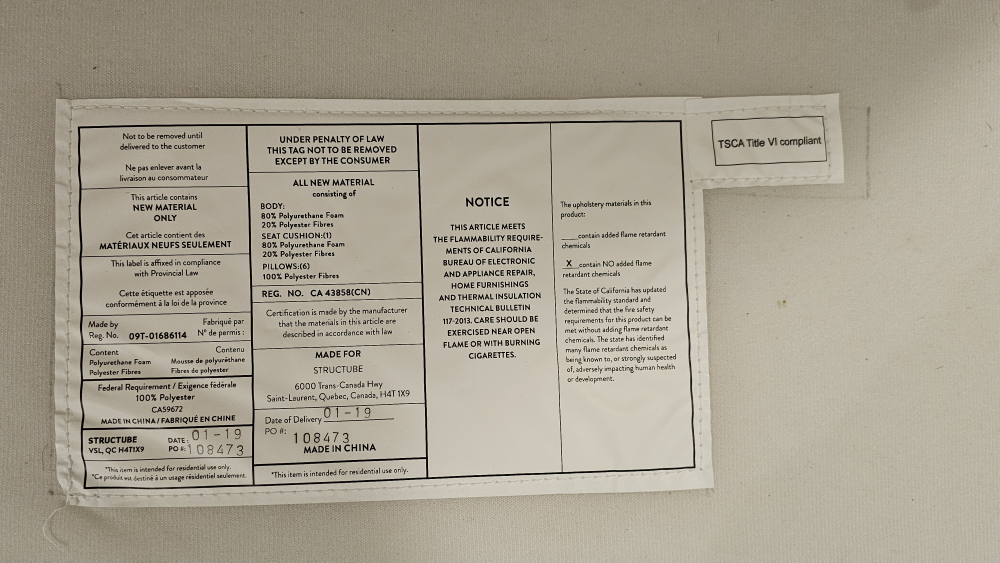 Not to be removed until
delivered to the customer
Ne pas enlever avant la
livraison au consommateur
This article contains
NEW MATERIAL
ONLY
Cet article contient des
MATÉRIAUX NEUFS SEULEMENT
This label is affixed in compliance
with Provincial Law
Cette étiquette est apposée
conformément à la loi de la province
Made by
Fabriqué par
Reg. No. 09T-01686114 N° de permis :
Content
Contenu
Polyurethane Foam Mousse de polyuréthane
Polyester Fibres Fibres de polyester
Federal Requirement / Exigence fédérale
100% Polyester
CA59672
MADE IN CHINA / FABRIQUÉ EN CHINE
STRUCTUBE DATE: 01-19
VSL, QC H4T1X9 PO #: 108473
*This item is intended for residential use only.
*Ce produit est destiné à un usage résidentiel seulement.
UNDER PENALTY OF LAW
THIS TAG NOT TO BE REMOVED
EXCEPT BY THE CONSUMER
ALL NEW MATERIAL
consisting of
BODY:
80% Polyurethane Foam
20% Polyester Fibres
SEAT CUSHION:(1)
80% Polyurethane Foam
20% Polyester Fibres
PILLOWS:(6)
100% Polyester Fibres
REG. NO. CA 43858(CN)
Certification is made by the manufacturer
that the materials in this article are
described in accordance with law
MADE FOR
STRUCTUBE
6000 Trans-Canada Hwy
Saint-Laurent, Quebec, Canada, H4T 1X9
Date of Delivery 01-19
PO #:
108473
MADE IN CHINA
*This item is intended for residential use only.
NOTICE
THIS ARTICLE MEETS
THE FLAMMABILITY REQUIRE-
MENTS OF CALIFORNIA
BUREAU OF ELECTRONIC
AND APPLIANCE REPAIR,
HOME FURNISHINGS
AND THERMAL INSULATION
TECHNICAL BULLETIN
117-2013. CARE SHOULD BE
EXERCISED NEAR OPEN
FLAME OR WITH BURNING
CIGARETTES.
The upholstery materials in this
product:
____contain added flame retardant
chemicals
_X_contain NO added flame
retardant chemicals
The State of California has updated
the flammability standard and
determined that the fire safety
requirements for this product can be
met without adding flame retardant
chemicals. The state has identified
many flame retardant chemicals as
being known to, or strongly suspected
of, adversely impacting human health
or development.
TSCA Title VI compliant